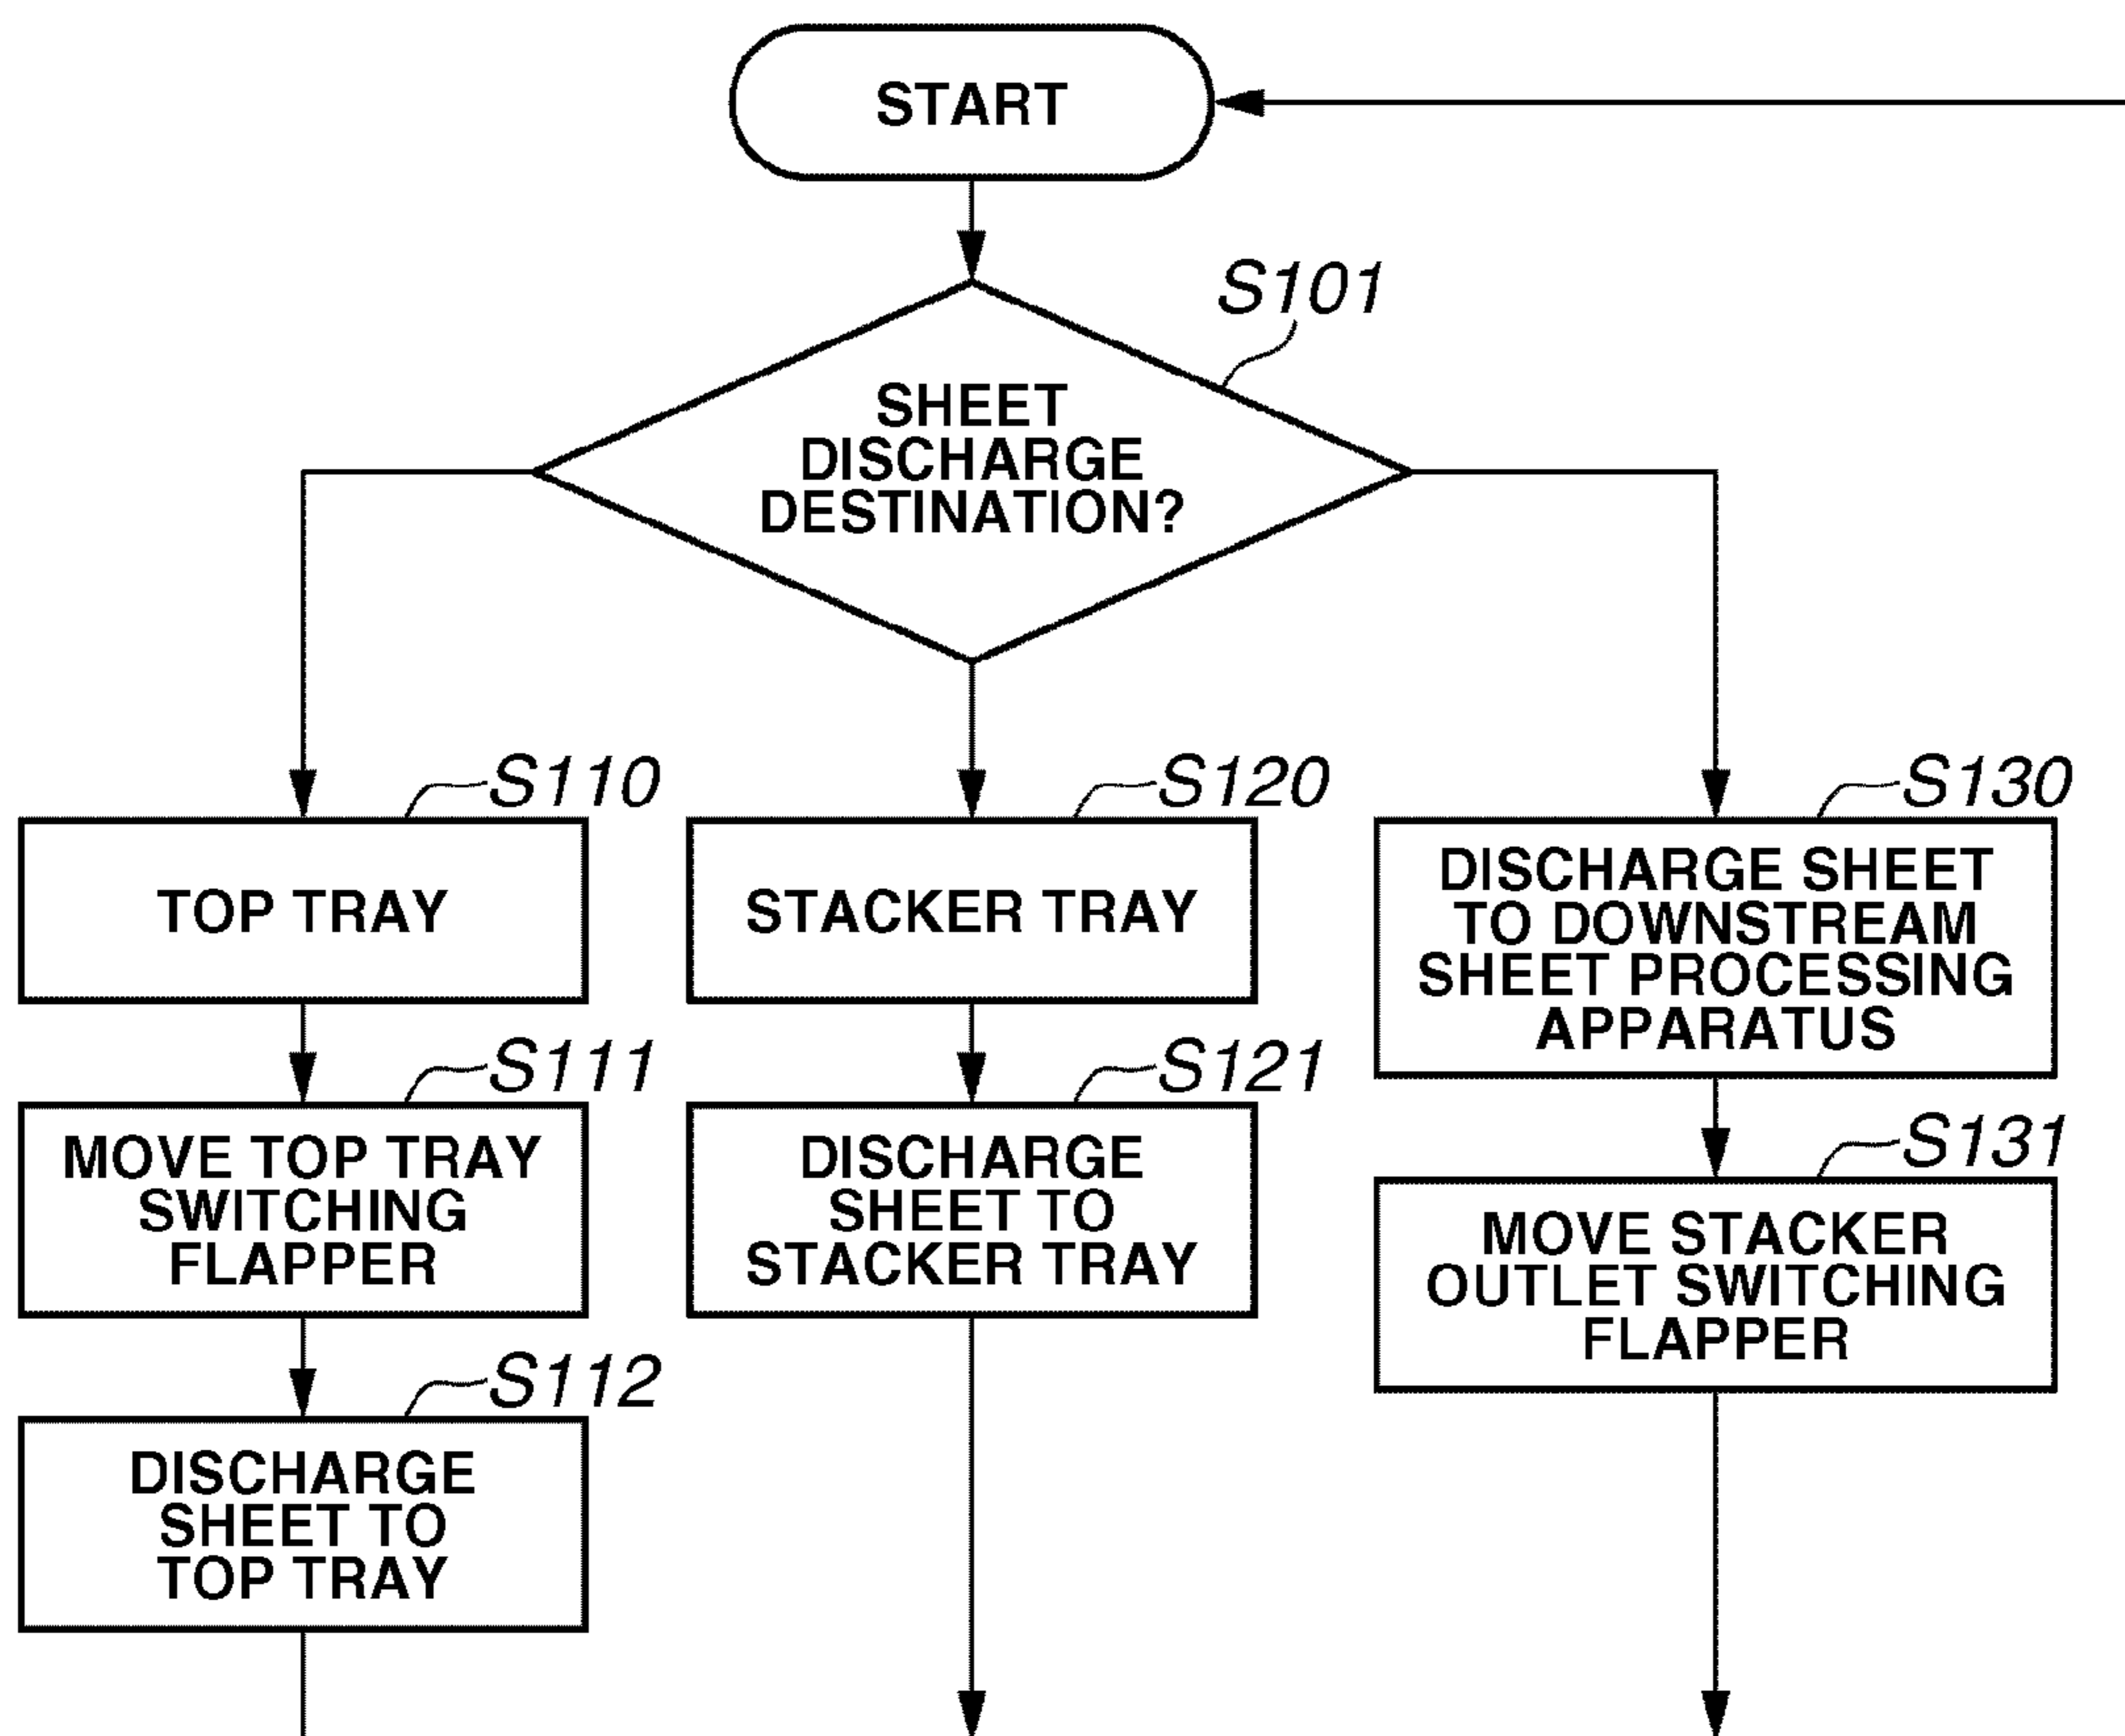 START
S101
SHEET
DISCHARGE
DESTINATION?
S110
TOP TRAY
S111
MOVE TOP TRAY
SWITCHING
FLAPPER
S112
DISCHARGE
SHEET TO
TOP TRAY
S120
STACKER TRAY
S121
DISCHARGE
SHEET TO
STACKER TRAY
S130
DISCHARGE SHEET
TO DOWNSTREAM
SHEET PROCESSING
APPARATUS
S131
MOVE STACKER
OUTLET SWITCHING
FLAPPER